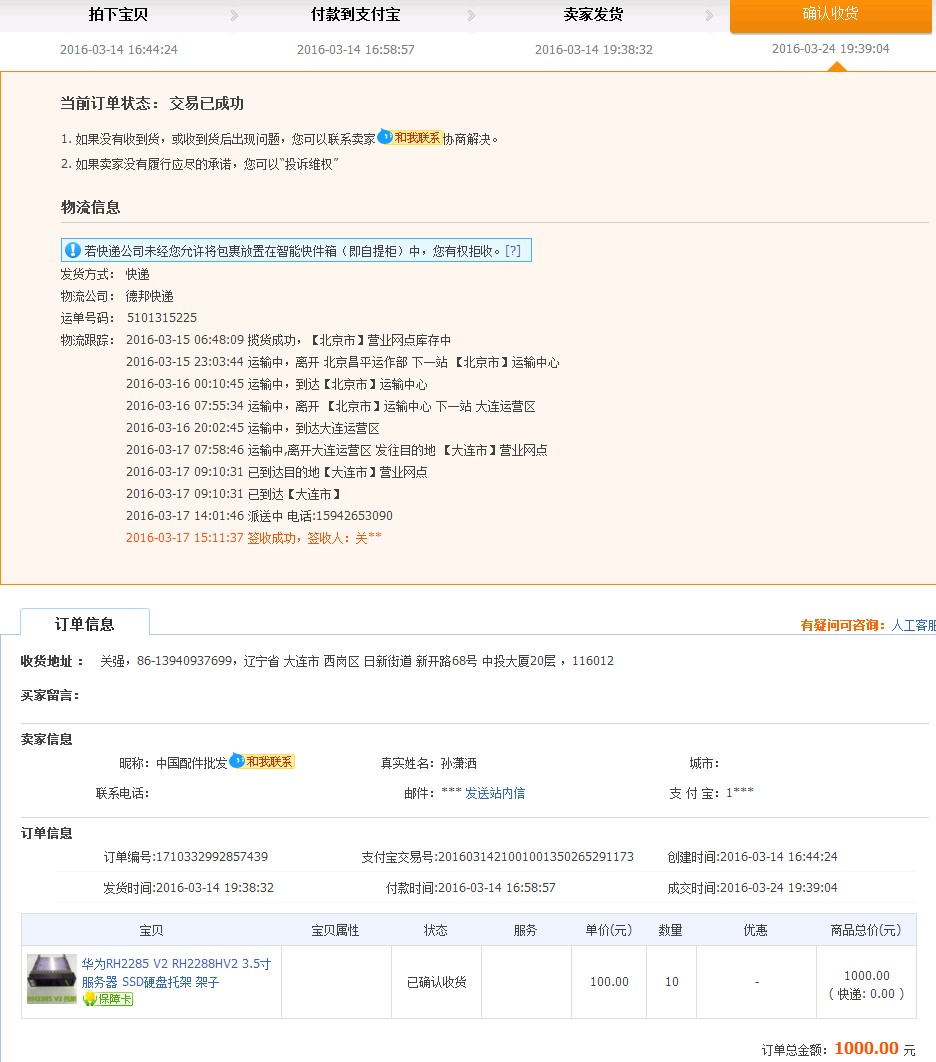 拍下宝贝 付款到支付宝 卖家发货 确认收货
2016-03-14 16:44:24 2016-03-14 16:58:57 2016-03-14 19:38:32 2016-03-24 19:39:04
当前订单状态：交易已成功
1. 如果没有收到货，或收到货后出现问题，您可以联系卖家 和我联系 协商解决。
2. 如果卖家没有履行应尽的承诺，您可以“投诉维权”
物流信息
若快递公司未经您允许将包裹放置在智能快件箱（即自提柜）中，您有权拒收。[?]
发货方式： 快递
物流公司： 德邦快递
运单号码： 5101315225
物流跟踪： 2016-03-15 06:48:09 揽货成功，【北京市】营业网点库存中
2016-03-15 23:03:44 运输中，离开 北京昌平运作部 下一站 【北京市】运输中心
2016-03-16 00:10:45 运输中，到达【北京市】运输中心
2016-03-16 07:55:34 运输中，离开 【北京市】运输中心 下一站 大连运营区
2016-03-16 20:02:45 运输中，到达大连运营区
2016-03-17 07:58:46 运输中,离开大连运营区 发往目的地 【大连市】营业网点
2016-03-17 09:10:31 已到达目的地【大连市】营业网点
2016-03-17 09:10:31 已到达【大连市】
2016-03-17 14:01:46 派送中 电话:15942653090
2016-03-17 15:11:37 签收成功，签收人：关**
订单信息
有疑问可咨询：人工客服
收货地址： 关强，86-13940937699，辽宁省 大连市 西岗区 日新街道 新开路68号 中投大厦20层 ，116012
买家留言：
卖家信息
昵称：中国配件批发 和我联系 真实姓名：孙潇洒 城市：
联系电话： 邮件：*** 发送站内信 支 付 宝：1***
订单信息
订单编号:1710332992857439 支付宝交易号:2016031421001001350265291173 创建时间:2016-03-14 16:44:24
发货时间:2016-03-14 19:38:32 付款时间:2016-03-14 16:58:57 成交时间:2016-03-24 19:39:04
宝贝 宝贝属性 状态 服务 单价(元) 数量 优惠 商品总价(元)
华为RH2285 V2 RH2288HV2 3.5寸
服务器 SSD硬盘托架 架子
保障卡
已确认收货 100.00 10 - 1000.00
（ 快递: 0.00 ）
订单总金额：1000.00 元